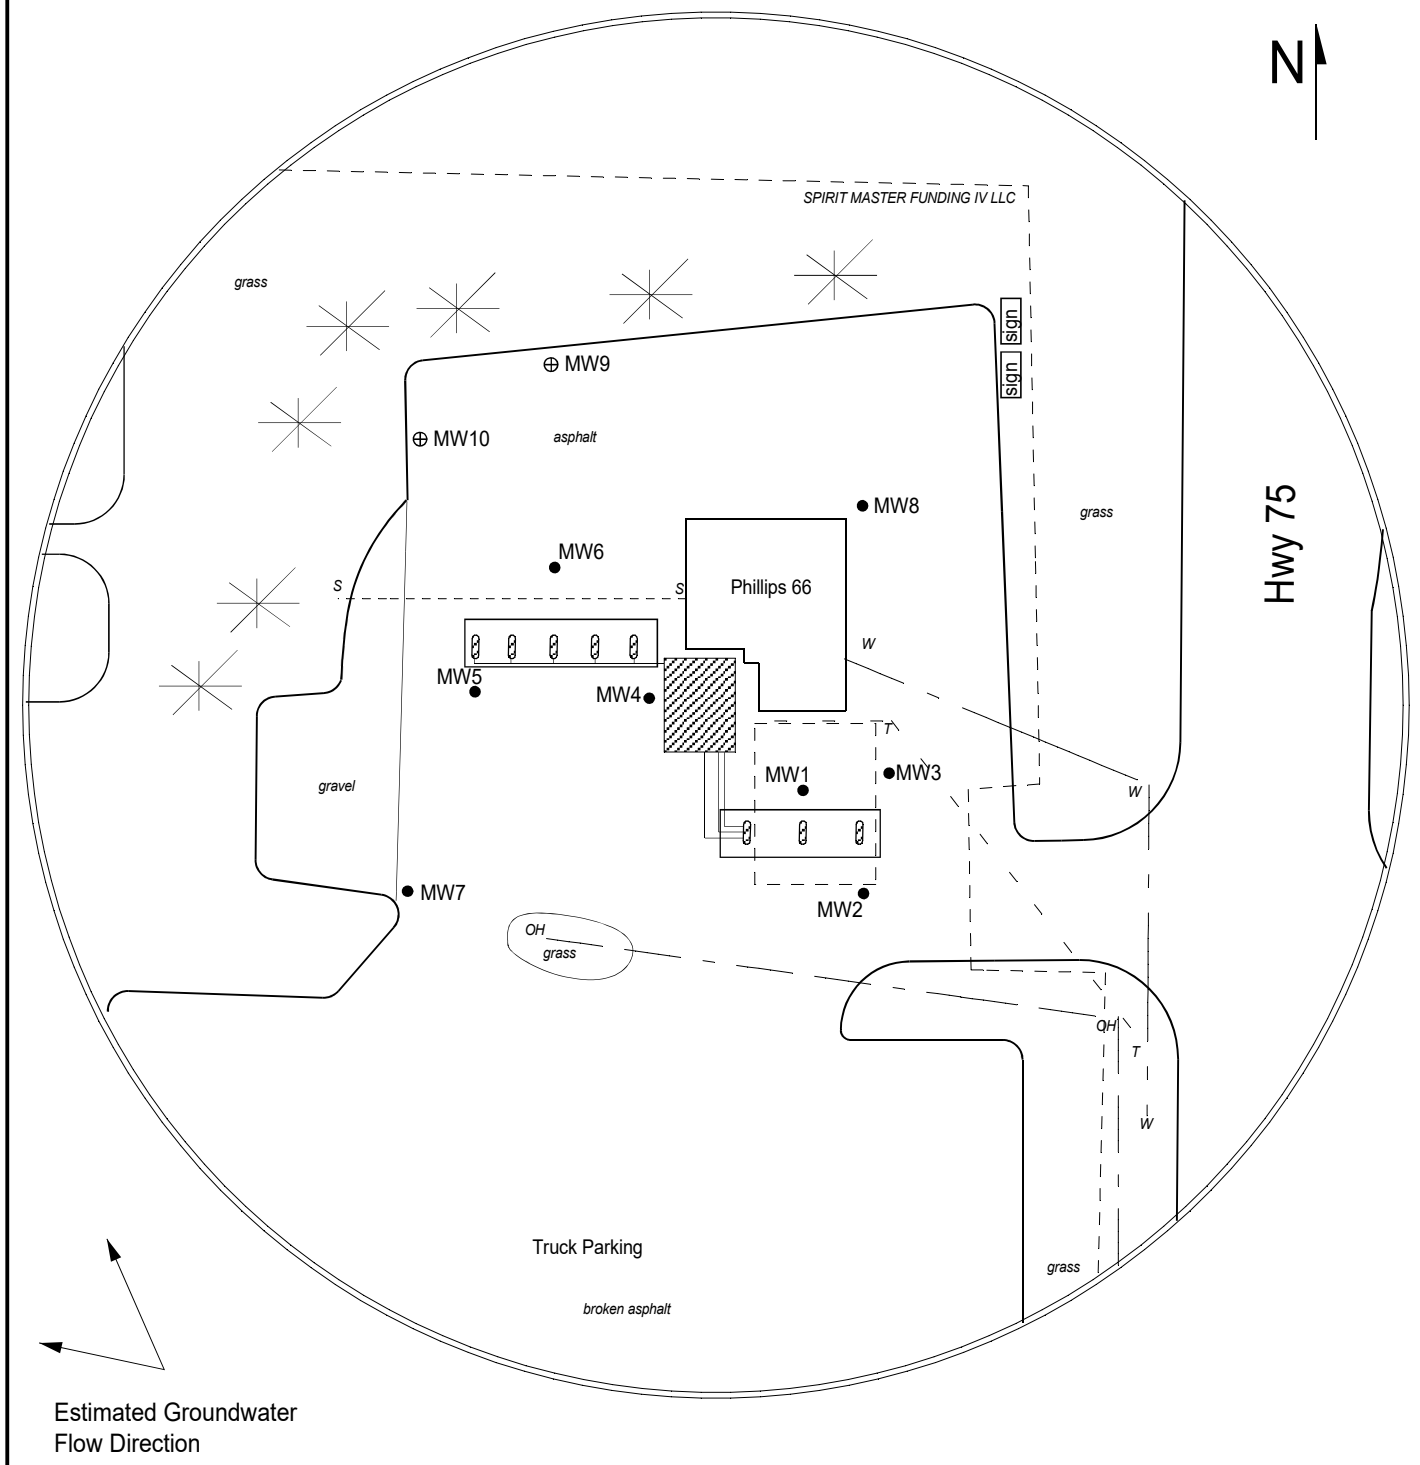 N
SPIRIT MASTER FUNDING IV LLC
grass
sign
sign
MW9
MW10
asphalt
MW8
grass
Hwy 75
MW6
S
S
Phillips 66
W
MW5
MW4
T
MW1
MW3
gravel
W
MW7
MW2
OH
grass
OH
T
W
Truck Parking
grass
broken asphalt
Estimated Groundwater
Flow Direction